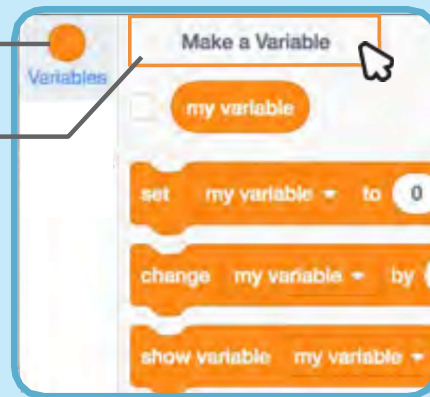 Make a Variable
Variables
my variable
set my variable to 0
change my variable by
show variable my variable